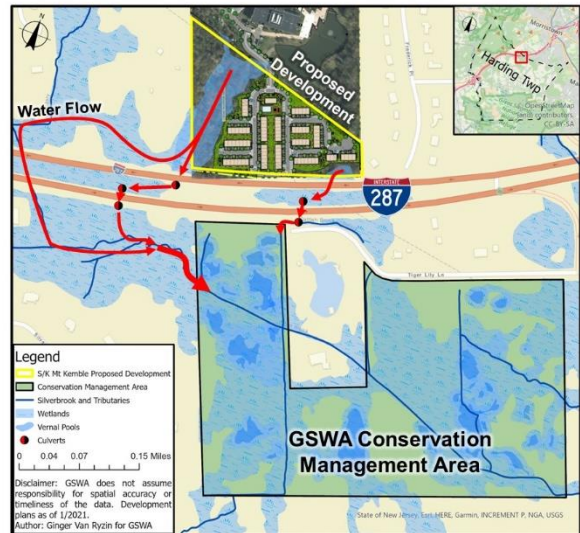 N
Proposed
Development
Frederick Pl
Morristown
Harding Twp
OpenStreetMap
contributors,
CC-BY-SA
Water Flow
INTERSTATE
287
Tiger Lily Ln
GSWA Conservation
Management Area
Legend
S/K Mt Kemble Proposed Development
Conservation Management Area
Silverbrook and Tributaries
Wetlands
Vernal Pools
Culverts
0 0.04 0.07 0.15 Miles
Disclaimer: GSWA does not assume
responsibility for spatial accuracy or
timeliness of the data. Development
plans as of 1/2021.
Author: Ginger Van Ryzin for GSWA
State of New Jersey, Esri, HERE, Garmin, INCREMENT P, NGA, USGS